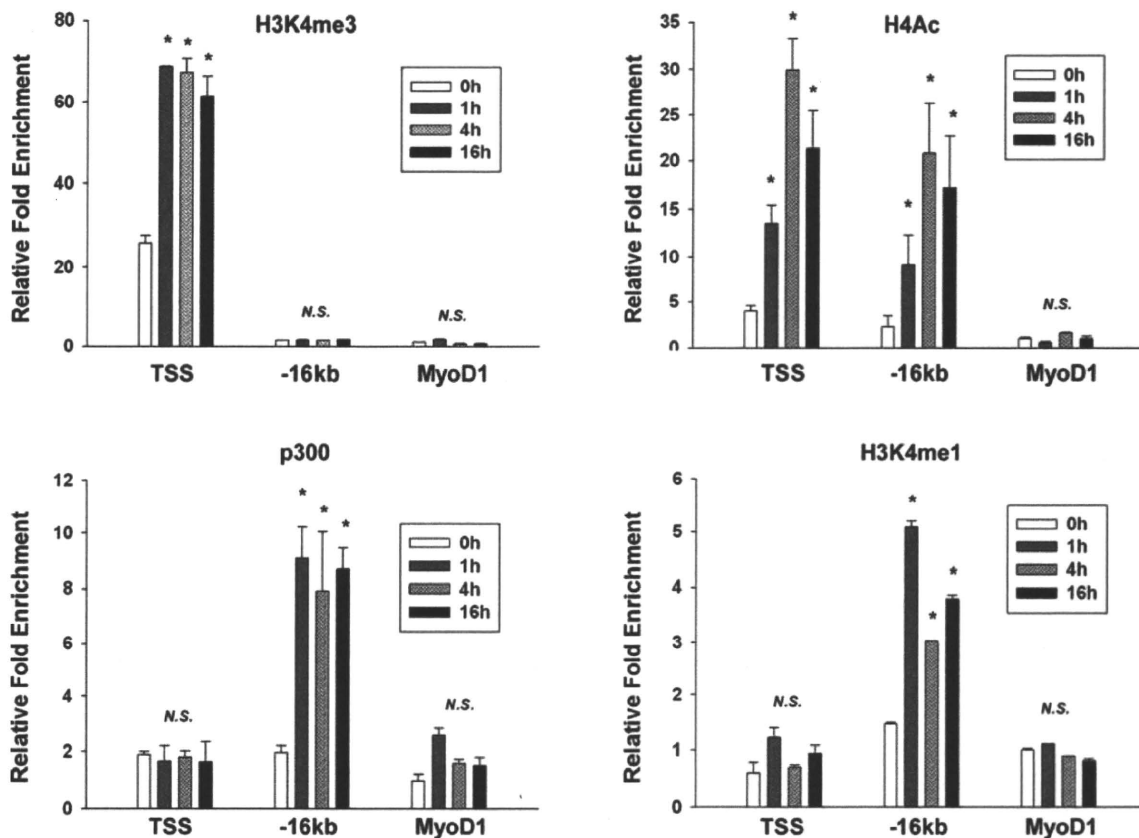 H3K4me3
Relative Fold Enrichment
80
60
40
20
0
* * *
N.S.
N.S.
0h
1h
4h
16h
TSS -16kb MyoD1
H4Ac
Relative Fold Enrichment
35
30
25
20
15
10
5
0
* * *
* * *
N.S.
0h
1h
4h
16h
TSS -16kb MyoD1
p300
Relative Fold Enrichment
12
10
8
6
4
2
0
N.S.
* * *
0h
1h
4h
16h
TSS -16kb MyoD1
H3K4me1
Relative Fold Enrichment
6
5
4
3
2
1
0
N.S.
* * *
N.S.
0h
1h
4h
16h
TSS -16kb MyoD1